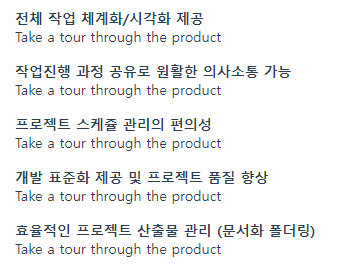 전체 작업 체계화/시각화 제공
Take a tour through the product
작업진행 과정 공유로 원활한 의사소통 가능
Take a tour through the product
프로젝트 스케쥴 관리의 편의성
Take a tour through the product
개발 표준화 제공 및 프로젝트 품질 향상
Take a tour through the product
효율적인 프로젝트 산출물 관리 (문서화 폴더링)
Take a tour through the product